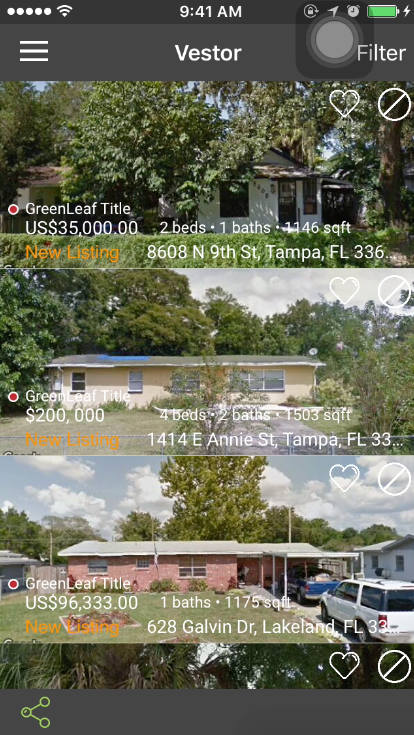 9:41 AM
Vestor
Filter
GreenLeaf Title
US$35,000.00 2 beds • 1 baths • 1146 sqft
New Listing 8608 N 9th St, Tampa, FL 336...
GreenLeaf Title
$200, 000 4 beds • 2 baths • 1503 sqft
New Listing 1414 E Annie St, Tampa, FL 33...
GreenLeaf Title
US$96,333.00 1 baths • 1175 sqft
New Listing 628 Galvin Dr, Lakeland, FL 33...